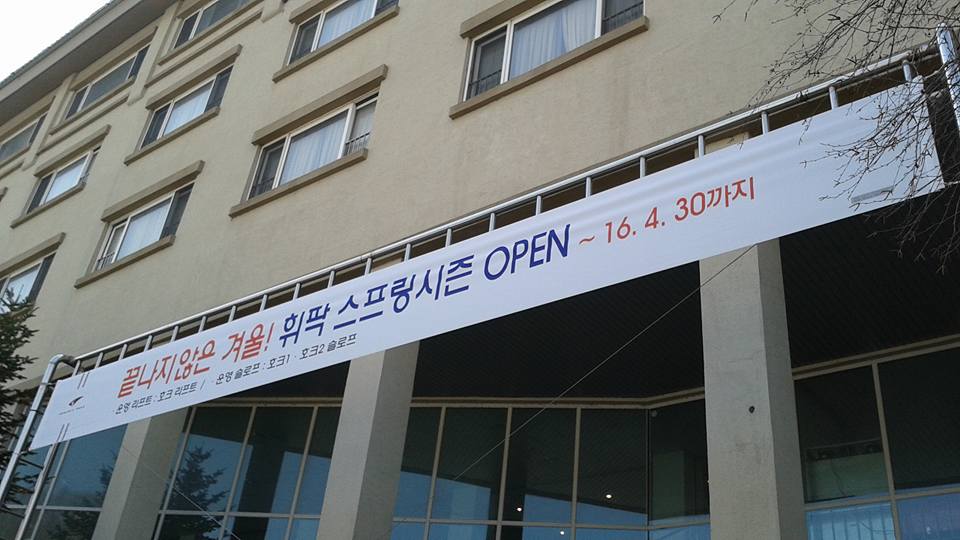 끝나지않은 겨울! 휘팍 스프링시즌 OPEN ~ 16. 4. 30까지
· 운영 리프트 : 호크 리프트 / · 운영 슬로프 : 호크1 · 호크2 슬로프